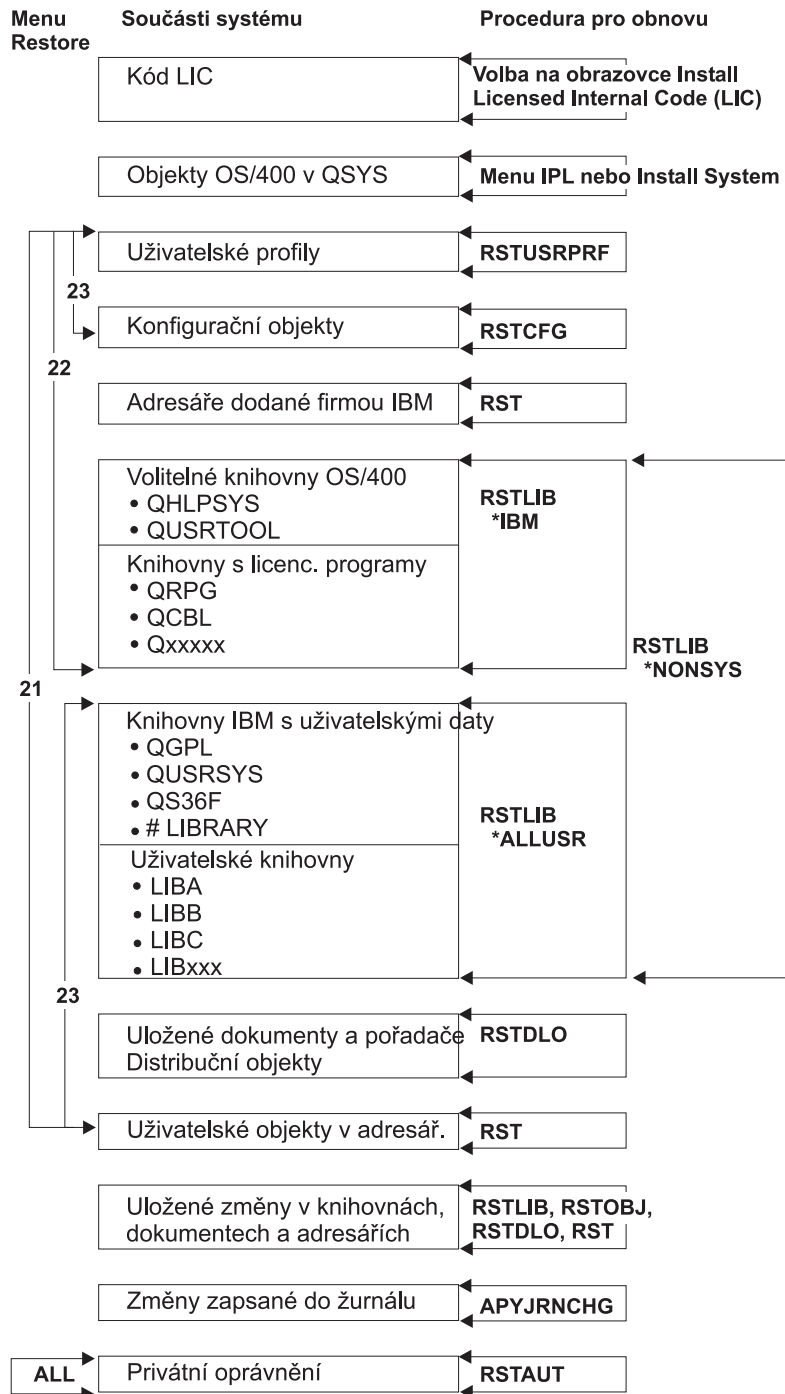 Menu
Restore
Součásti systému
Procedura pro obnovu
Kód LIC
Volba na obrazovce Install
Licensed Internal Code (LIC)
Objekty OS/400 v QSYS
Menu IPL nebo Install System
Uživatelské profily
RSTUSRPRF
23
Konfigurační objekty
RSTCFG
22
Adresáře dodané firmou IBM
RST
Volitelné knihovny OS/400
• QHLPSYS
• QUSRTOOL
RSTLIB
*IBM
Knihovny s licenc. programy
• QRPG
• QCBL
• Qxxxxx
RSTLIB
*NONSYS
21
Knihovny IBM s uživatelskými daty
• QGPL
• QUSRSYS
• QS36F
• # LIBRARY
RSTLIB
*ALLUSR
Uživatelské knihovny
• LIBA
• LIBB
• LIBC
• LIBxxx
23
Uložené dokumenty a pořadače
Distribuční objekty
RSTDLO
Uživatelské objekty v adresář.
RST
Uložené změny v knihovnách,
dokumentech a adresářích
RSTLIB, RSTOBJ,
RSTDLO, RST
Změny zapsané do žurnálu
APYJRNCHG
ALL
Privátní oprávnění
RSTAUT